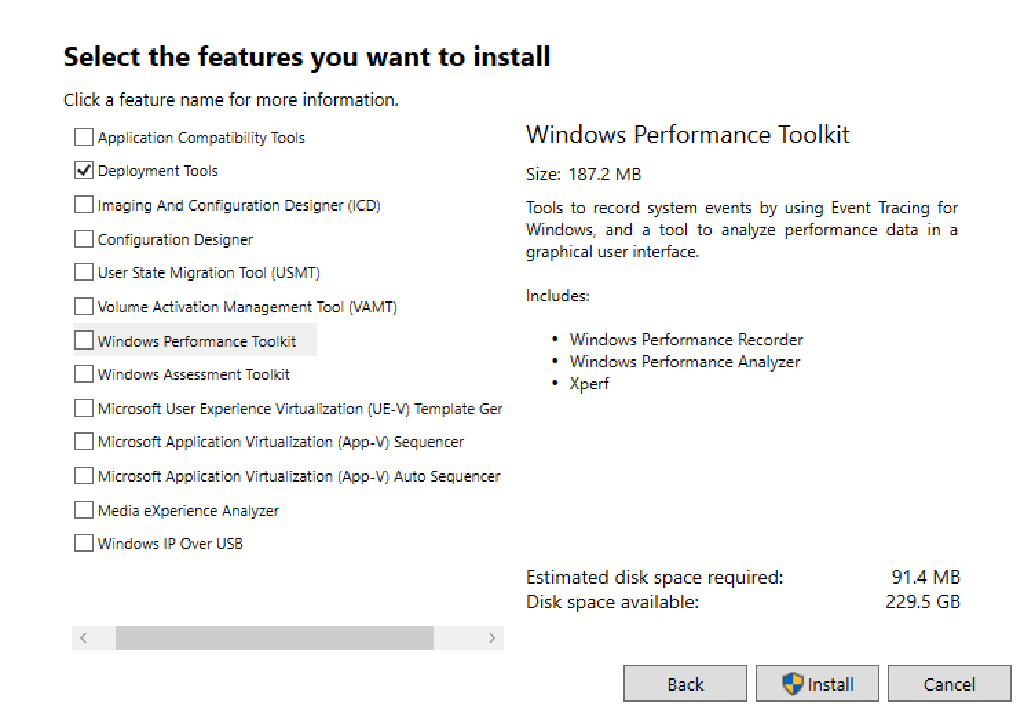 Select the features you want to install
Click a feature name for more information.
Application Compatibility Tools
Deployment Tools
Imaging And Configuration Designer (ICD)
Configuration Designer
User State Migration Tool (USMT)
Volume Activation Management Tool (VAMT)
Windows Performance Toolkit
Windows Assessment Toolkit
Microsoft User Experience Virtualization (UE-V) Template Ger
Microsoft Application Virtualization (App-V) Sequencer
Microsoft Application Virtualization (App-V) Auto Sequencer
Media eXperience Analyzer
Windows IP Over USB
Windows Performance Toolkit
Size: 187.2 MB
Tools to record system events by using Event Tracing for
Windows, and a tool to analyze performance data in a
graphical user interface.
Includes:
• Windows Performance Recorder
• Windows Performance Analyzer
• Xperf
Estimated disk space required: 91.4 MB
Disk space available: 229.5 GB
Back
Install
Cancel